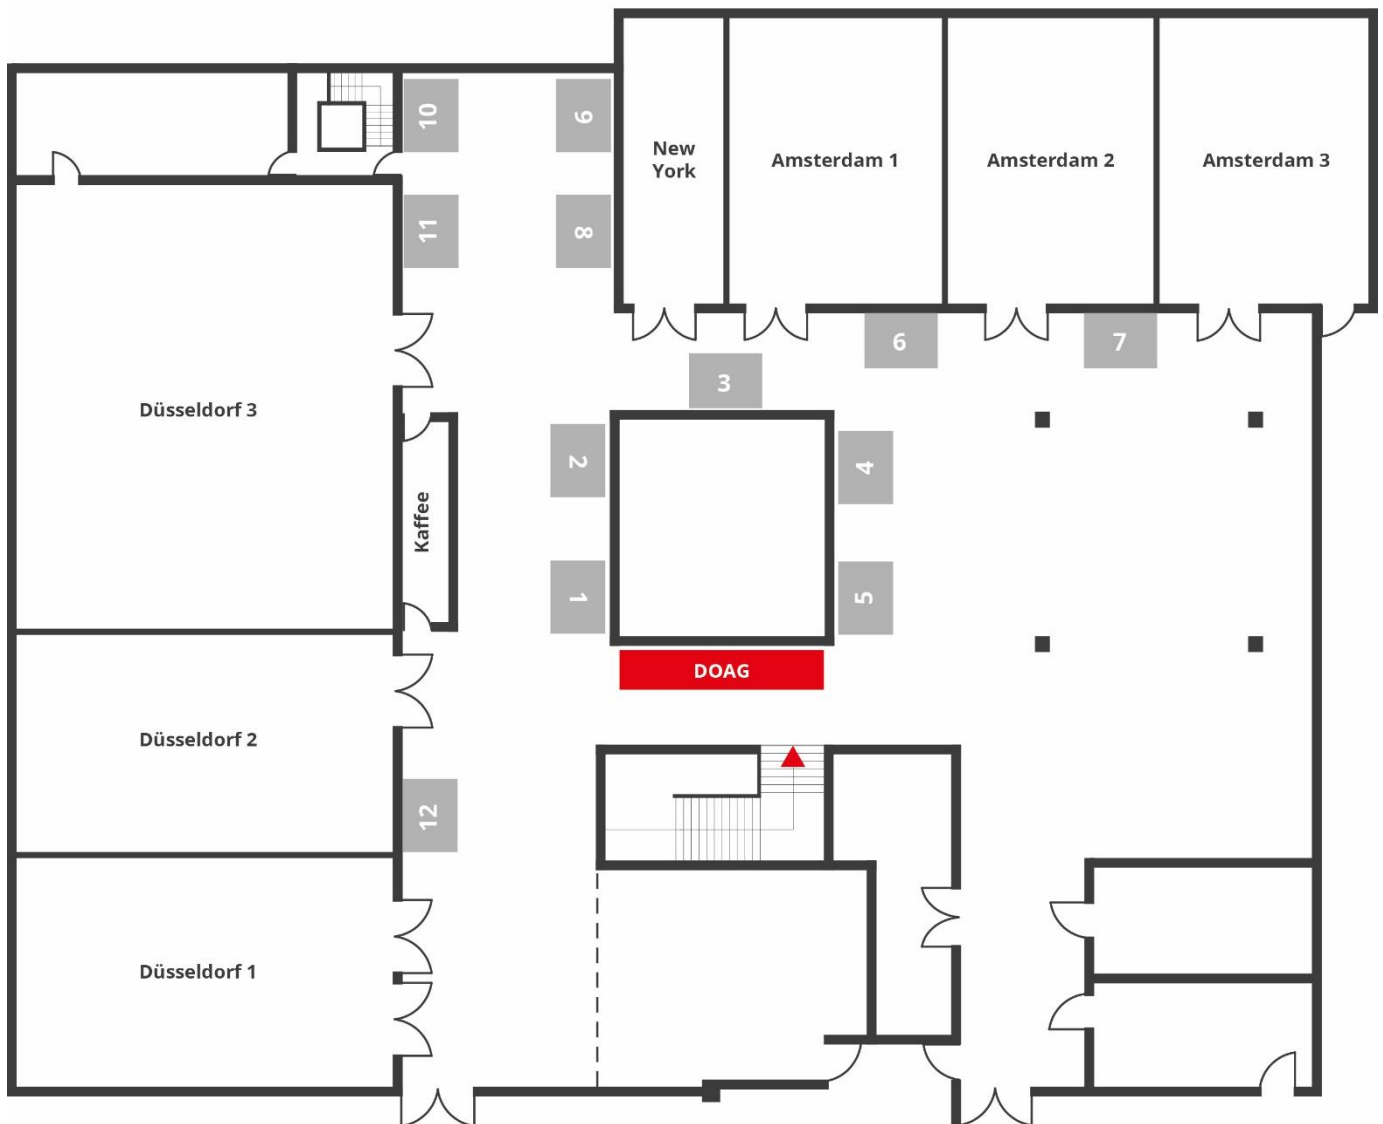 10
9
New
York
Amsterdam 1
Amsterdam 2
Amsterdam 3
11
8
6
7
3
Düsseldorf 3
2
4
Kaffee
1
5
DOAG
Düsseldorf 2
12
Düsseldorf 1